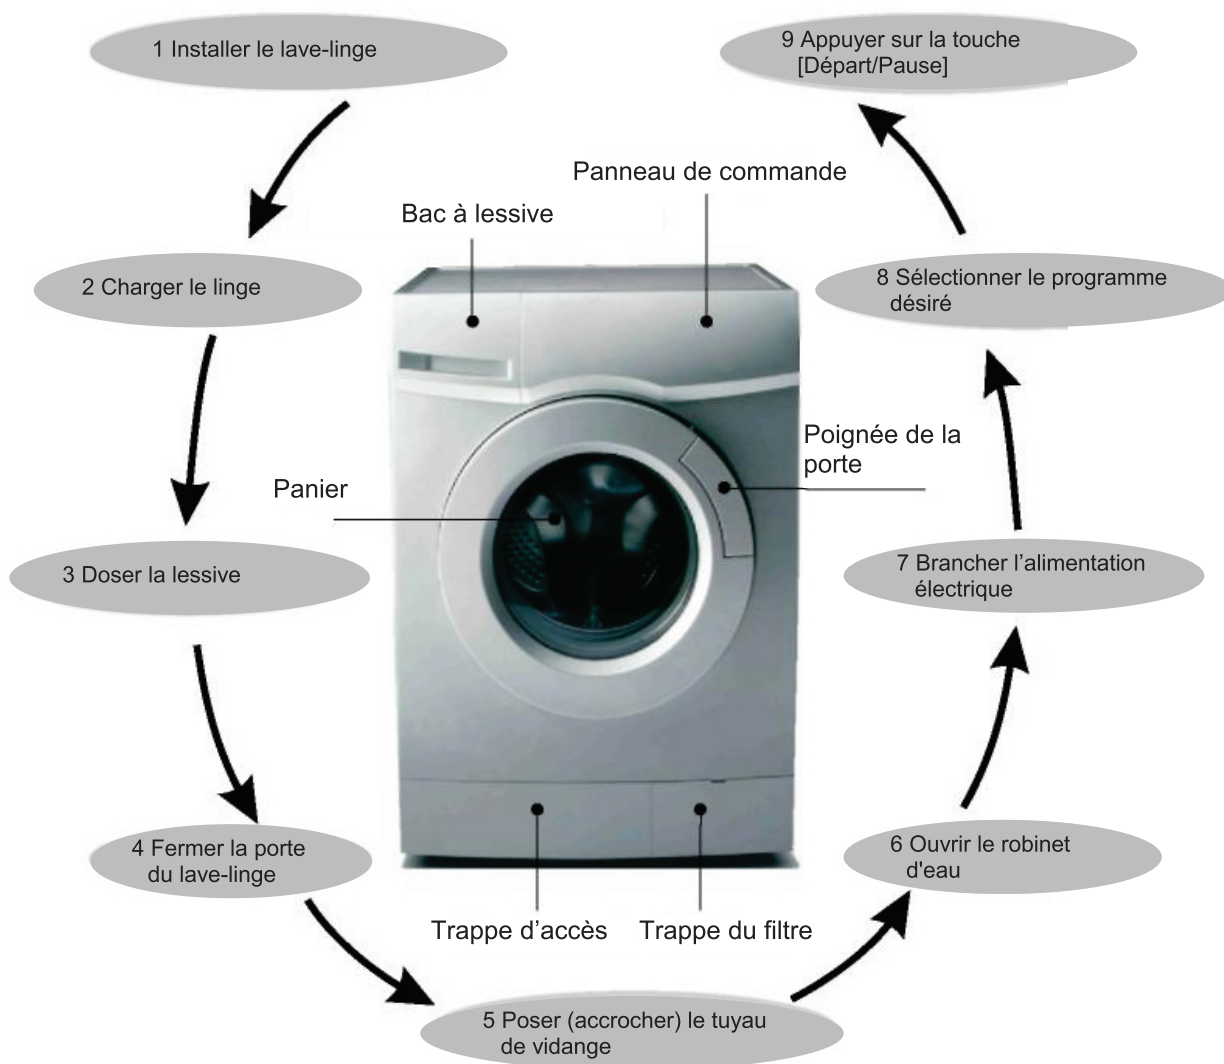 1 Installer le lave-linge
9 Appuyer sur la touche
[Départ/Pause]
Panneau de commande
Bac à lessive
2 Charger le linge
8 Sélectionner le programme
désiré
Poignée de la
porte
Panier
3 Doser la lessive
7 Brancher l’alimentation
électrique
4 Fermer la porte
du lave-linge
6 Ouvrir le robinet
d'eau
Trappe d’accès
Trappe du filtre
5 Poser (accrocher) le tuyau
de vidange